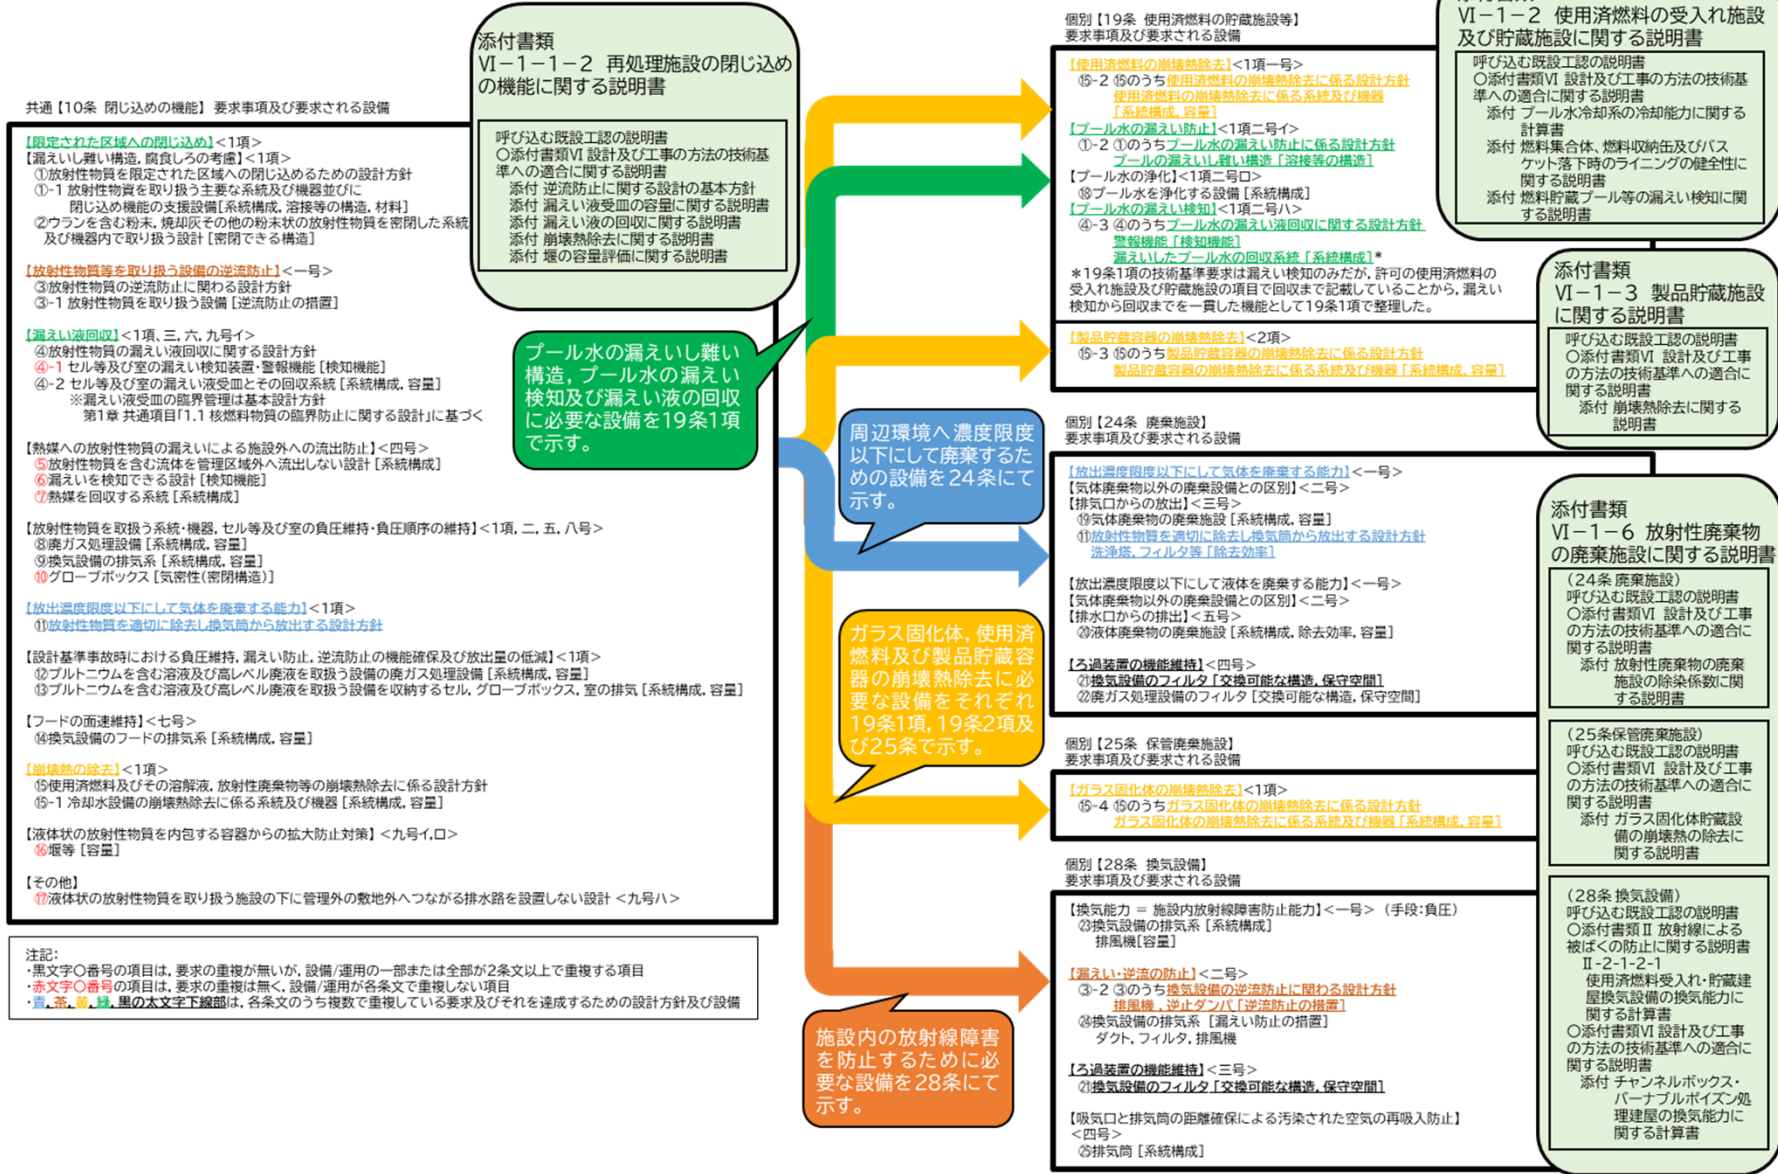 共通【10条 閉じ込めの機能】 要求事項及び要求される設備
【限定された区域への閉じ込め】<1項>
【漏えいし難い構造、腐食しろの考慮】<1項>
①放射性物質を限定された区域への閉じ込めるための設計方針
①-1 放射性物資を取り扱う主要な系統及び機器並びに
閉じ込め機能の支援設備[系統構成, 溶接等の構造, 材料]
②ウランを含む粉末, 焼却灰その他の粉末状の放射性物質を密閉した系統
及び機器内で取り扱う設計 [密閉できる構造]
【放射性物質等を取り扱う設備の逆流防止】<一号>
③放射性物質の逆流防止に関わる設計方針
③-1 放射性物質を取り扱う設備 [逆流防止の措置]
【漏えい液回収】<1項, 三, 六, 九号イ>
④放射性物質の漏えい液回収に関する設計方針
④-1 セル等及び室の漏えい検知装置・警報機能 [検知機能]
④-2 セル等及び室の漏えい液受皿とその回収系統 [系統構成, 容量]
※漏えい液受皿の臨界管理は基本設計方針
第1章 共通項目「1.1 核燃料物質の臨界防止に関する設計」に基づく
【熱媒への放射性物質の漏えいによる施設外への流出防止】<四号>
⑤放射性物質を含む流体を管理区域外へ流出しない設計 [系統構成]
⑥漏えいを検知できる設計 [検知機能]
⑦熱媒を回収する系統 [系統構成]
【放射性物質を取扱う系統・機器, セル等及び室の負圧維持・負圧順序の維持】<1項, 二, 五, 八号>
⑧廃ガス処理設備 [系統構成, 容量]
⑨換気設備の排気系 [系統構成, 容量]
⑩グローブボックス [気密性(密閉構造)]
【放出濃度限度以下にして気体を廃棄する能力】<1項>
⑪放射性物質を適切に除去し換気筒から放出する設計方針
【設計基準事故時における負圧維持, 漏えい防止, 逆流防止の機能確保及び放出量の低減】<1項>
⑫プルトニウムを含む溶液及び高レベル廃液を取扱う設備の廃ガス処理設備 [系統構成, 容量]
⑬プルトニウムを含む溶液及び高レベル廃液を取扱う設備を収納するセル, グローブボックス, 室の排気 [系統構成, 容量]
【フードの面速維持】<七号>
⑭換気設備のフードの排気系 [系統構成, 容量]
【崩壊熱の除去】<1項>
⑮使用済燃料及びその溶解液, 放射性廃棄物等の崩壊熱除去に係る設計方針
⑮-1 冷却水設備の崩壊熱除去に係る系統及び機器 [系統構成, 容量]
【液体状の放射性物質を内包する容器からの拡大防止対策】<九号イ,ロ>
⑯堰等 [容量]
【その他】
⑰液体状の放射性物質を取り扱う施設の下に管理外の敷地外へつながる排水路を設置しない設計 <九号ハ>
注記:
・黒文字〇番号の項目は, 要求の重複が無いが, 設備/運用の一部または全部が2条文以上で重複する項目
・赤文字〇番号の項目は, 要求の重複は無く, 設備/運用が各条文で重複しない項目
・青, 茶, 黄, 緑, 黒の太文字下線部は, 各条文のうち複数で重複している要求及びそれを達成するための設計方針及び設備
添付書類
Ⅵ-1-1-2 再処理施設の閉じ込め
の機能に関する説明書
呼び込む既設工認の説明書
〇添付書類Ⅵ 設計及び工事の方法の技術基
準への適合に関する説明書
添付 逆流防止に関する設計の基本方針
添付 漏えい液受皿の容量に関する説明書
添付 漏えい液の回収に関する説明書
添付 崩壊熱除去に関する説明書
添付 堰の容量評価に関する説明書
プール水の漏えいし難い
構造, プール水の漏えい
検知及び漏えい液の回収
に必要な設備を19条1項
で示す。
周辺環境へ濃度限度
以下にして廃棄するた
めの設備を24条にて
示す。
ガラス固化体, 使用済
燃料及び製品貯蔵容
器の崩壊熱除去に必
要な設備をそれぞれ
19条1項, 19条2項及
び25条で示す。
施設内の放射線障害
を防止するために必
要な設備を28条にて
示す。
個別【19条 使用済燃料の貯蔵施設等】
要求事項及び要求される設備
【使用済燃料の崩壊熱除去】<1項一号>
⑮-2 ⑮のうち使用済燃料の崩壊熱除去に係る設計方針
使用済燃料の崩壊熱除去に係る系統及び機器
[系統構成, 容量]
【プール水の漏えい防止】<1項二号イ>
①-2 ①のうちプール水の漏えい防止に係る設計方針
プールの漏えいし難い構造 [溶接等の構造]
【プール水の浄化】<1項二号ロ>
⑱プール水を浄化する設備 [系統構成]
【プール水の漏えい検知】<1項二号ハ>
④-3 ④のうちプール水の漏えい液回収に関する設計方針
警報機能 [検知機能]
漏えいしたプール水の回収系統 [系統構成]*
*19条1項の技術基準要求は漏えい検知のみだが, 許可の使用済燃料の
受入れ施設及び貯蔵施設の項目で回収まで記載していることから, 漏えい
検知から回収までを一貫した機能として19条1項で整理した。
【製品貯蔵容器の崩壊熱除去】<2項>
⑮-3 ⑮のうち製品貯蔵容器の崩壊熱除去に係る設計方針
製品貯蔵容器の崩壊熱除去に係る系統及び機器 [系統構成, 容量]
個別【24条 廃棄施設】
要求事項及び要求される設備
【放出濃度限度以下にして気体を廃棄する能力】<一号>
【気体廃棄物以外の廃棄設備との区別】<二号>
【排気口からの放出】<三号>
⑲気体廃棄物の廃棄施設 [系統構成, 容量]
⑪放射性物質を適切に除去し換気筒から放出する設計方針
洗浄塔, フィルタ等 [除去効率]
【放出濃度限度以下にして液体を廃棄する能力】<一号>
【気体廃棄物以外の廃棄設備との区別】<二号>
【排水口からの排出】<五号>
⑳液体廃棄物の廃棄施設 [系統構成, 除去効率, 容量]
【ろ過装置の機能維持】<四号>
㉑換気設備のフィルタ [交換可能な構造, 保守空間]
㉒廃ガス処理設備のフィルタ [交換可能な構造, 保守空間]
個別【25条 保管廃棄施設】
要求事項及び要求される設備
【ガラス固化体の崩壊熱除去】<1項>
⑮-4 ⑮のうちガラス固化体の崩壊熱除去に係る設計方針
ガラス固化体の崩壊熱除去に係る系統及び機器 [系統構成, 容量]
個別【28条 換気設備】
要求事項及び要求される設備
【換気能力 = 施設内放射線障害防止能力】<一号> (手段:負圧)
㉓換気設備の排気系 [系統構成]
排風機[容量]
【漏えい・逆流の防止】<二号>
③-2 ③のうち換気設備の逆流防止に関わる設計方針
排風機, 逆止ダンパ [逆流防止の措置]
㉔換気設備の排気系 [漏えい防止の措置]
ダクト, フィルタ, 排風機
【ろ過装置の機能維持】<三号>
㉑換気設備のフィルタ [交換可能な構造, 保守空間]
【吸気口と排気筒の距離確保による汚染された空気の再吸入防止】
<四号>
㉕排気筒 [系統構成]
Ⅵ-1-2 使用済燃料の受入れ施設
及び貯蔵施設に関する説明書
呼び込む既設工認の説明書
〇添付書類Ⅵ 設計及び工事の方法の技術基
準への適合に関する説明書
添付 プール水冷却系の冷却能力に関する
計算書
添付 燃料集合体、燃料収納缶及びバス
ケット落下時のライニングの健全性に
関する説明書
添付 燃料貯蔵プール等の漏えい検知に関
する説明書
添付書類
Ⅵ-1-3 製品貯蔵施設
に関する説明書
呼び込む既設工認の説明書
〇添付書類Ⅵ 設計及び工事
の方法の技術基準への適合に
関する説明書
添付 崩壊熱除去に関する
説明書
添付書類
Ⅵ-1-6 放射性廃棄物
の廃棄施設に関する説明書
(24条 廃棄施設)
呼び込む既設工認の説明書
〇添付書類Ⅵ 設計及び工事
の方法の技術基準への適合に
関する説明書
添付 放射性廃棄物の廃棄
施設の除染係数に関
する説明書
(25条保管廃棄施設)
呼び込む既設工認の説明書
〇添付書類Ⅵ 設計及び工事
の方法の技術基準への適合に
関する説明書
添付 ガラス固化体貯蔵設
備の崩壊熱の除去に
関する説明書
(28条 換気設備)
呼び込む既設工認の説明書
〇添付書類Ⅱ 放射線による
被ばくの防止に関する説明書
Ⅱ-2-1-2-1
使用済燃料受入れ・貯蔵建
屋換気設備の換気能力に
関する計算書
〇添付書類Ⅵ 設計及び工事
の方法の技術基準への適合に
関する説明書
添付 チャンネルボックス・
バーナブルポイズン処
理建屋の換気能力に
関する計算書